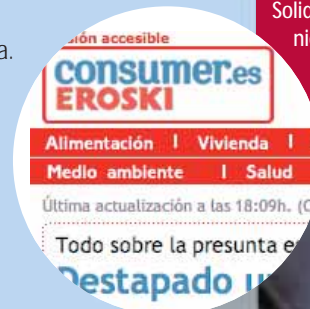 Solic
ni
a.
ión accesible
consumer.es
EROSKI
Alimentación | Vivienda |
Medio ambiente | Salud
Última actualización a las 18:09h. (C
Todo sobre la presunta e
Destapado u